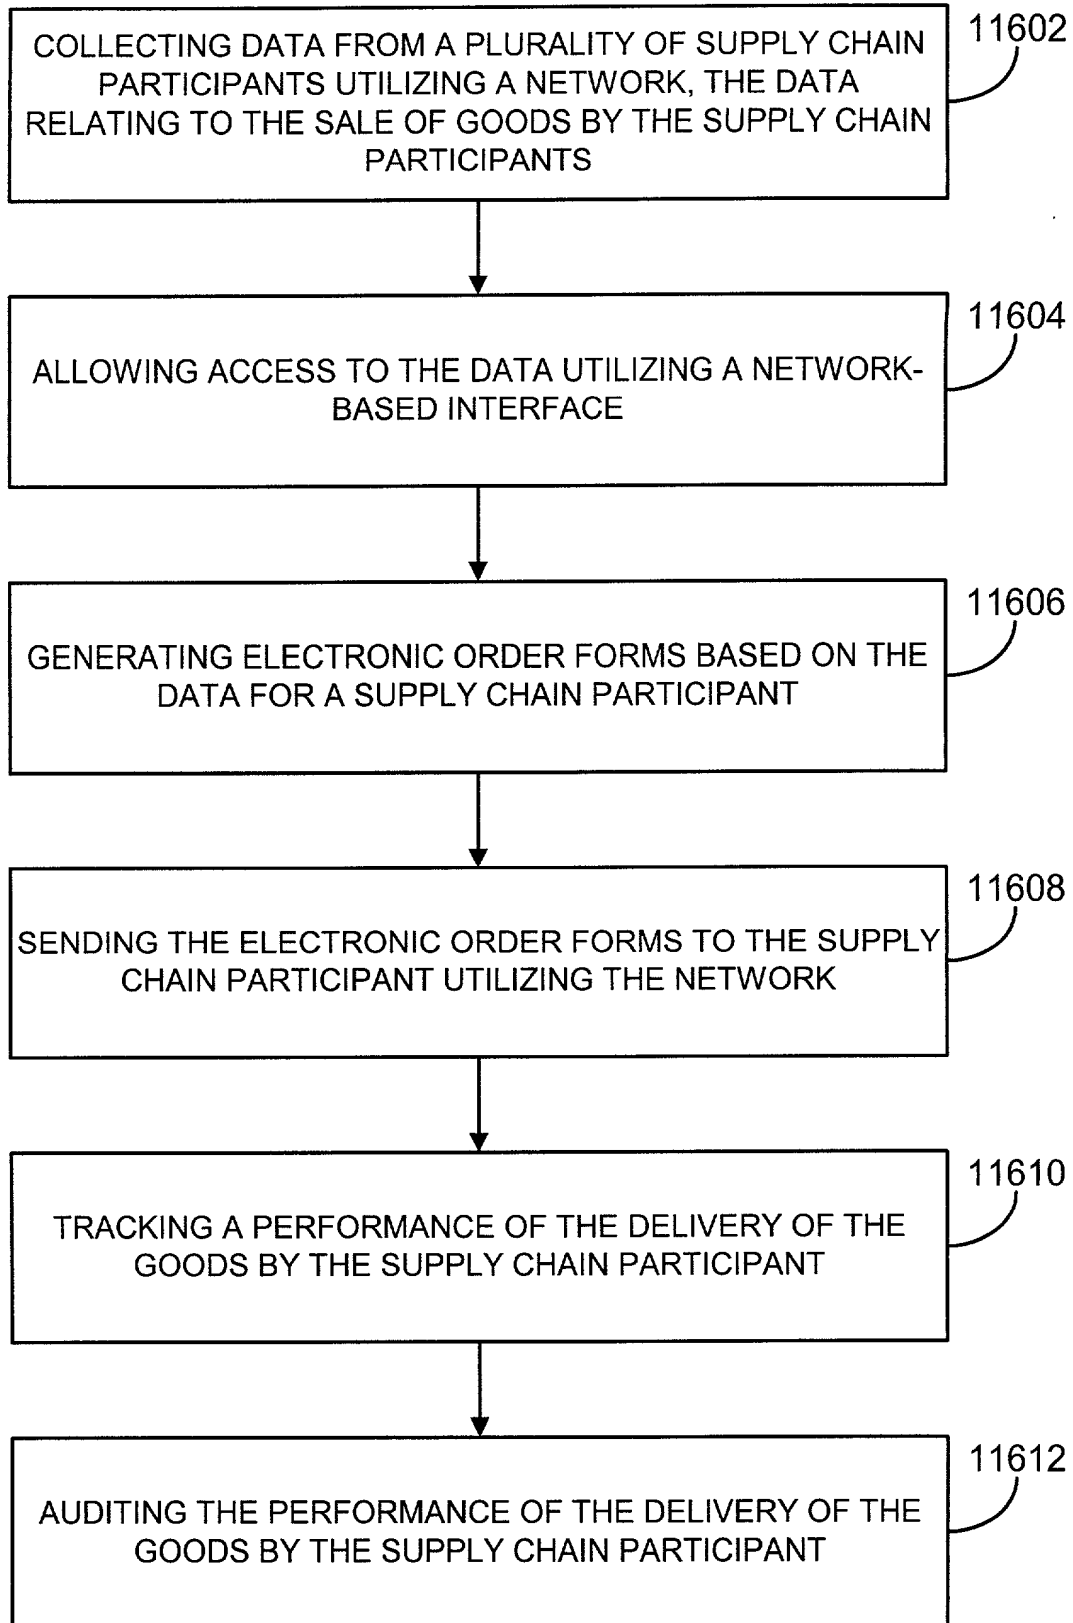 11602
COLLECTING DATA FROM A PLURALITY OF SUPPLY CHAIN
PARTICIPANTS UTILIZING A NETWORK, THE DATA
RELATING TO THE SALE OF GOODS BY THE SUPPLY CHAIN
PARTICIPANTS
11604
ALLOWING ACCESS TO THE DATA UTILIZING A NETWORK-
BASED INTERFACE
11606
GENERATING ELECTRONIC ORDER FORMS BASED ON THE
DATA FOR A SUPPLY CHAIN PARTICIPANT
11608
SENDING THE ELECTRONIC ORDER FORMS TO THE SUPPLY
CHAIN PARTICIPANT UTILIZING THE NETWORK
11610
TRACKING A PERFORMANCE OF THE DELIVERY OF THE
GOODS BY THE SUPPLY CHAIN PARTICIPANT
11612
AUDITING THE PERFORMANCE OF THE DELIVERY OF THE
GOODS BY THE SUPPLY CHAIN PARTICIPANT